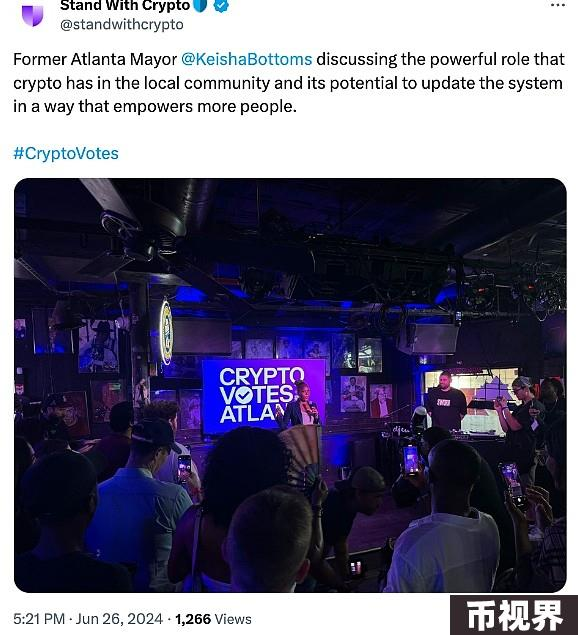 Stand With Crypto
@standwithcrypto
Former Atlanta Mayor @KeishaBottoms discussing the powerful role that
crypto has in the local community and its potential to update the system
in a way that empowers more people.
#CryptoVotes
CRYPTO
VOTES
ATLAN
5:21 PM · Jun 26, 2024 · 1,266 Views
币视界